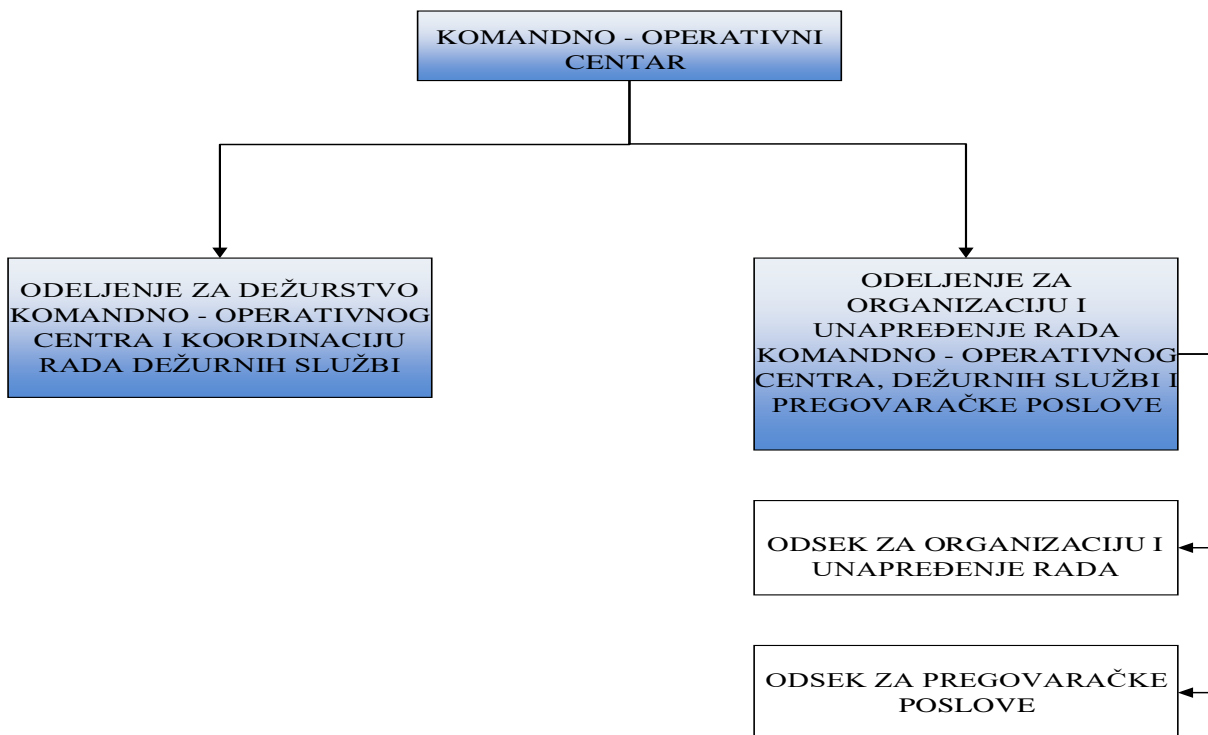 KOMANDNO - OPERATIVNI
CENTAR
ODELJENJE ZA DEŽURSTVO
KOMANDNO - OPERATIVNOG
CENTRA I KOORDINACIJU
RADA DEŽURNIH SLUŽBI
ODELJENJE ZA
ORGANIZACIJU I
UNAPREĐENJE RADA
KOMANDNO - OPERATIVNOG
CENTRA, DEŽURNIH SLUŽBI I
PREGOVARAČKE POSLOVE
ODSEK ZA ORGANIZACIJU I
UNAPREĐENJE RADA
ODSEK ZA PREGOVARAČKE
POSLOVE